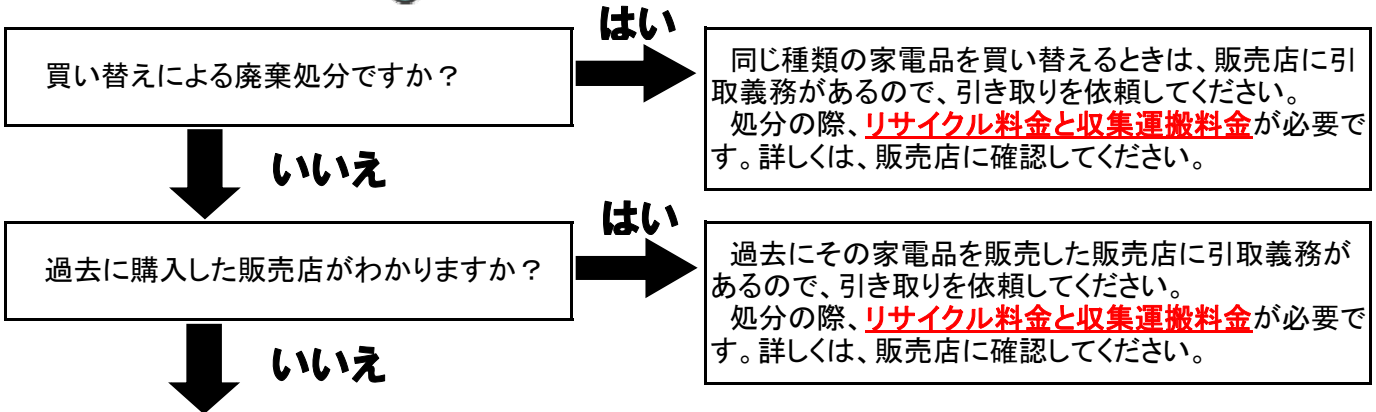 はい
買い替えによる廃棄処分ですか？
同じ種類の家電品を買い替えるときは、販売店に引
取義務があるので、引き取りを依頼してください。
処分の際、リサイクル料金と収集運搬料金が必要で
す。詳しくは、販売店に確認してください。
いいえ
はい
過去に購入した販売店がわかりますか？
過去にその家電品を販売した販売店に引取義務が
あるので、引き取りを依頼してください。
処分の際、リサイクル料金と収集運搬料金が必要で
す。詳しくは、販売店に確認してください。
いいえ